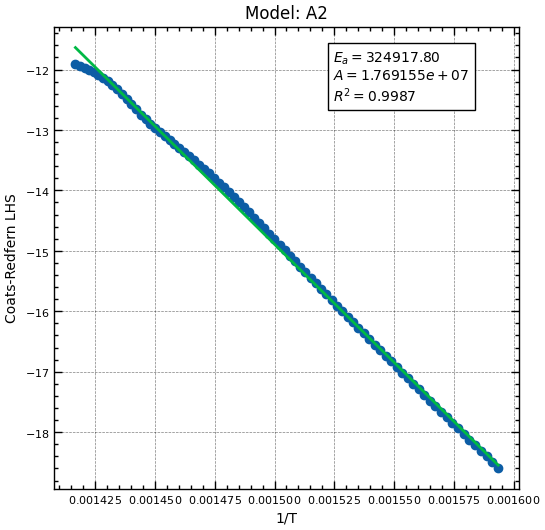 Model: A2
Coats-Redfern LHS
−12
−13
−14
−15
−16
−17
−18
E_a = 324917.80
A = 1.769155e + 07
R^2 = 0.9987
0.001425 0.001450 0.001475 0.001500 0.001525 0.001550 0.001575 0.001600
1/T